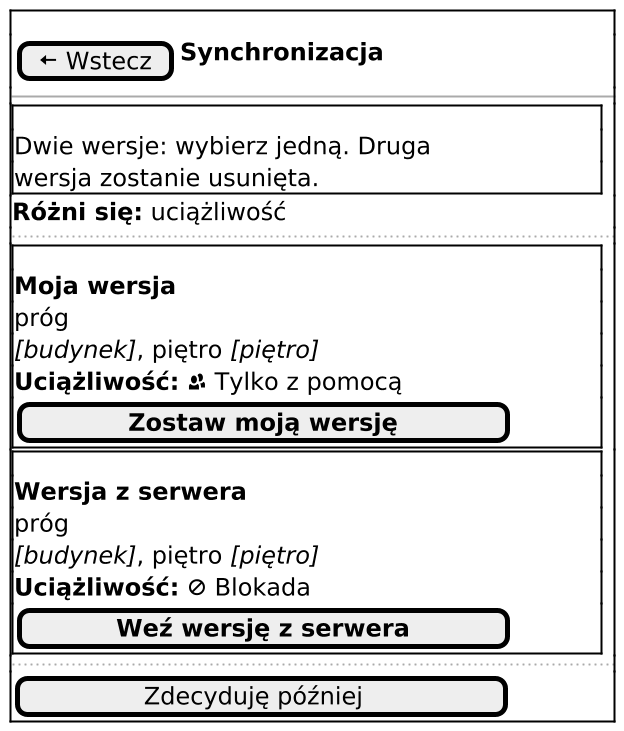 ← Wstecz Synchronizacja
Dwie wersje: wybierz jedną. Druga
wersja zostanie usunięta.
Różni się: uciążliwość
Moja wersja
próg
[budynek], piętro [piętro]
Uciążliwość: 👥 Tylko z pomocą
Zostaw moją wersję
Wersja z serwera
próg
[budynek], piętro [piętro]
Uciążliwość: ⊘ Blokada
Weź wersję z serwera
Zdecyduję później